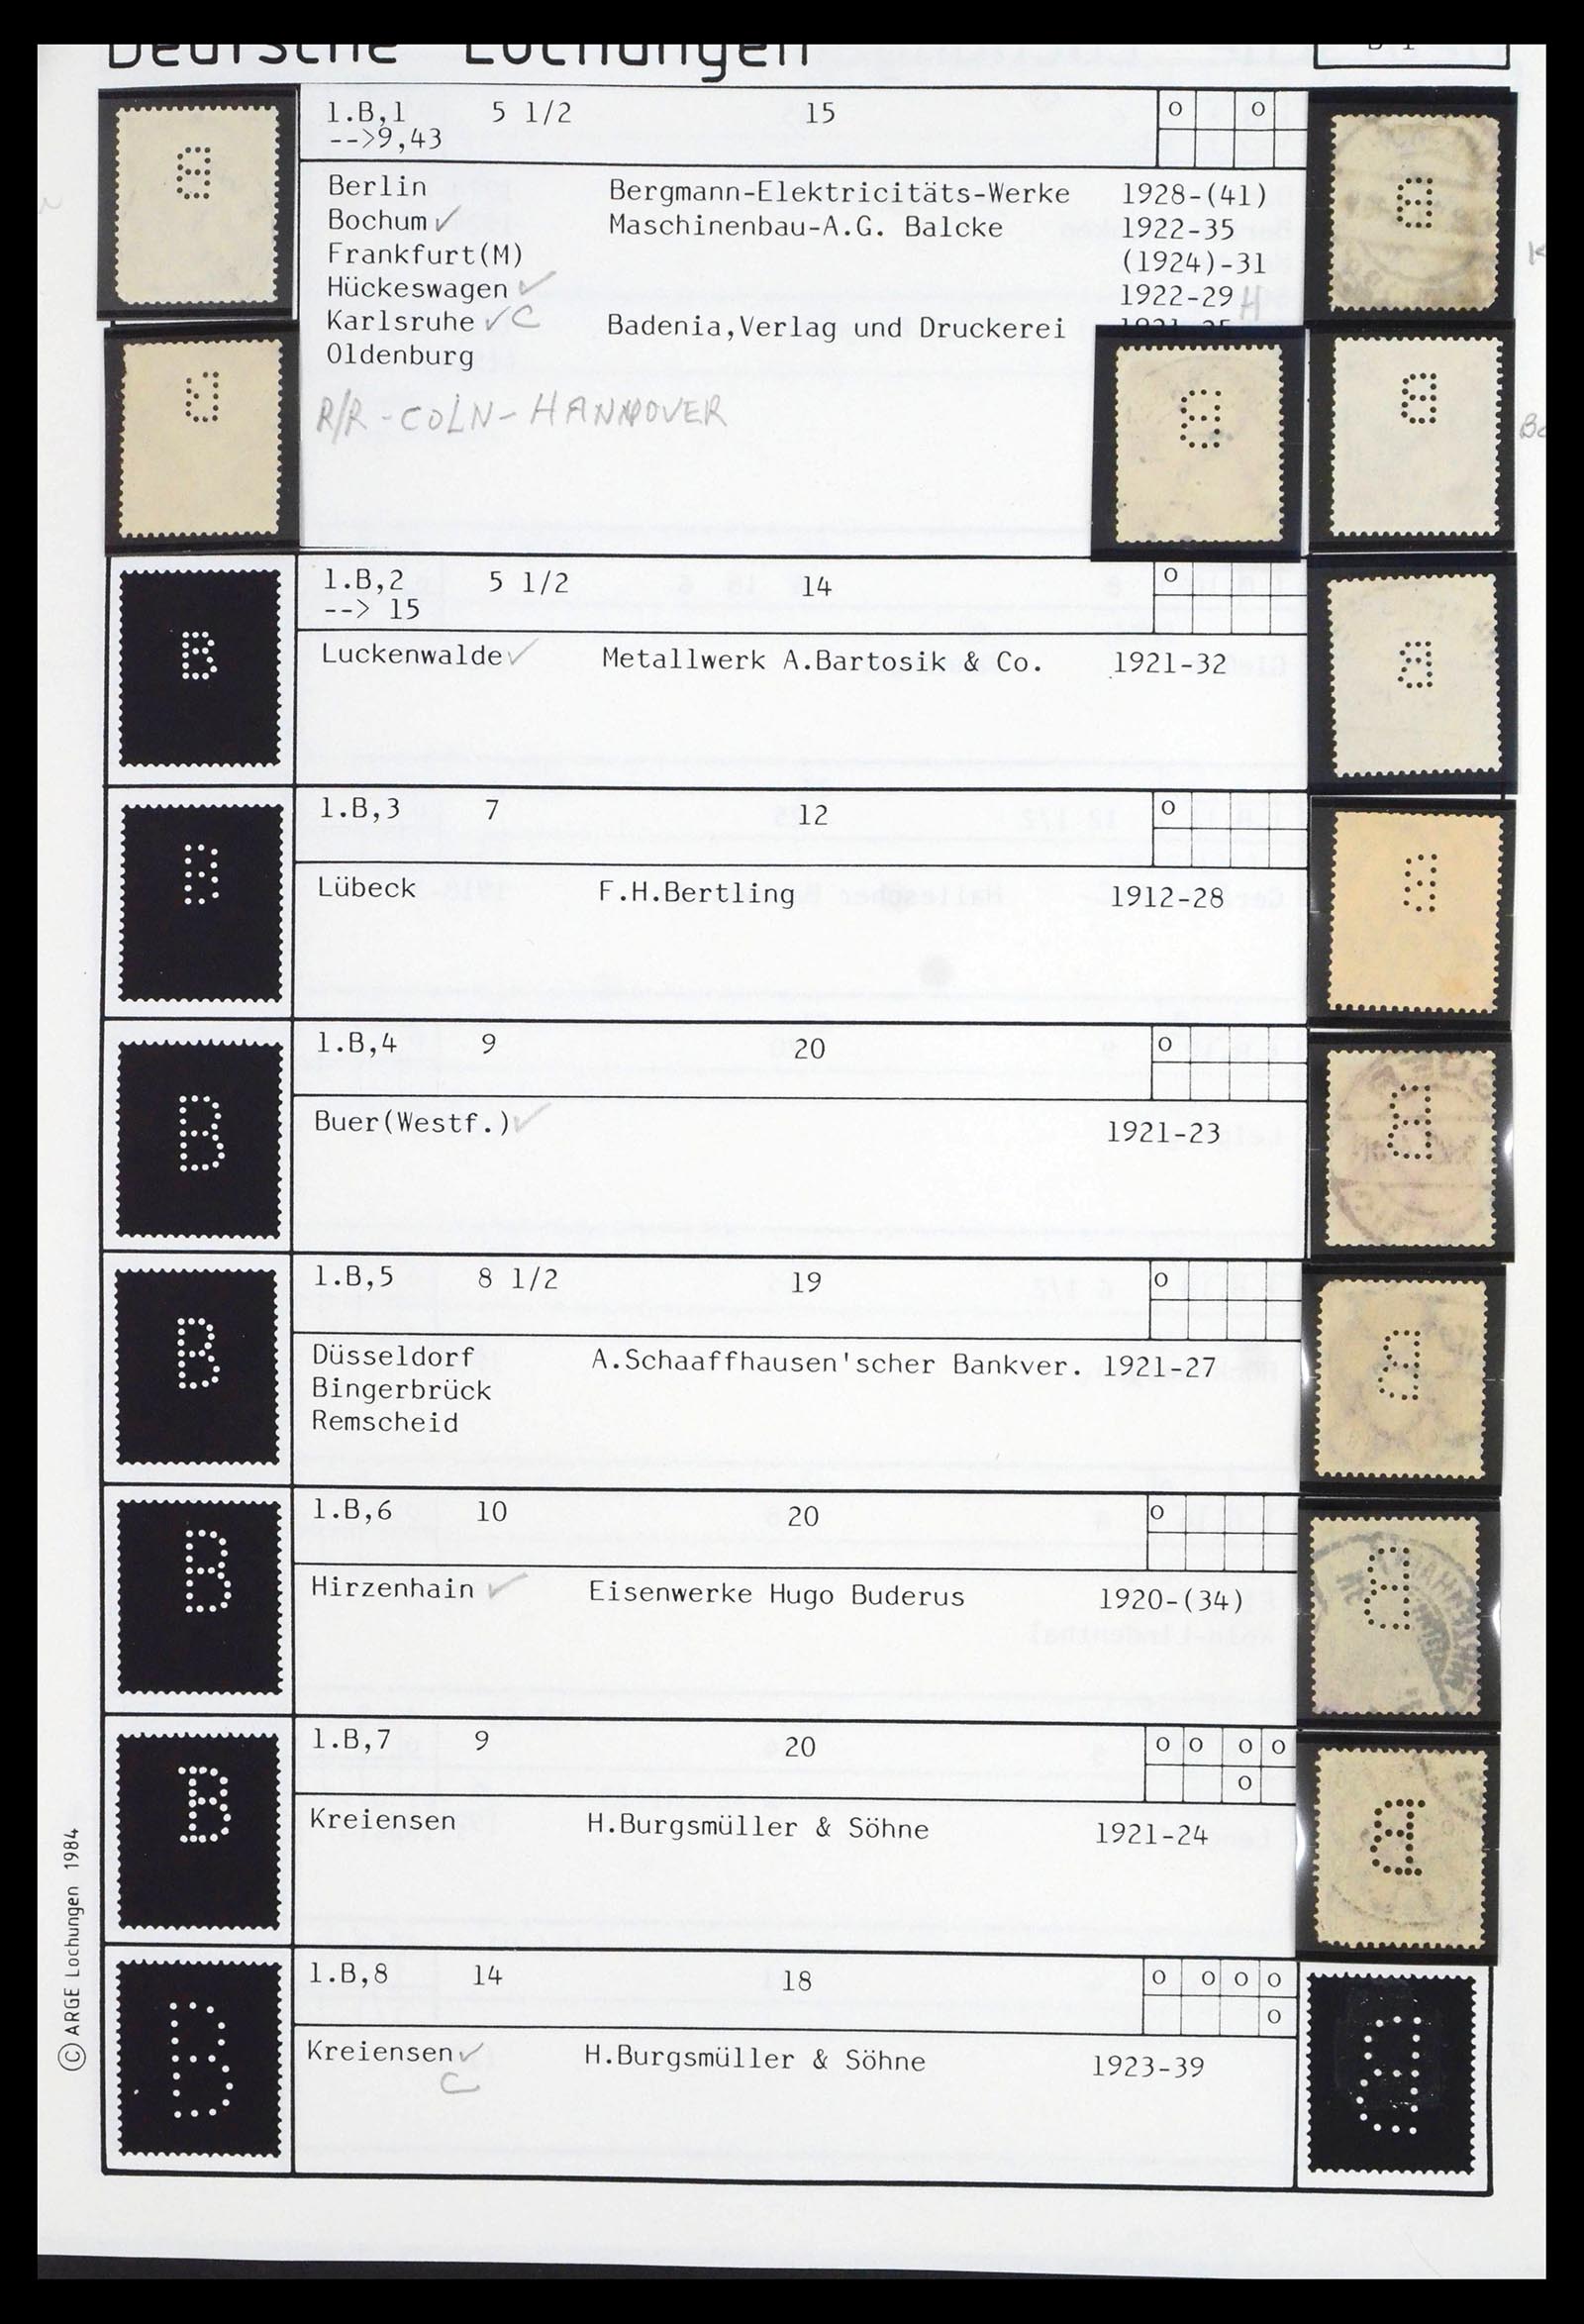 Deutsche Lochungen
1.B,1 5 1/2 15 o o
-->9,43
Berlin Bergmann-Elektricitäts-Werke 1928-(41)
Bochum ✓ Maschinenbau-A.G. Balcke 1922-35
Frankfurt(M) (1924)-31
Hückeswagen ✓ 1922-29 H
Karlsruhe ✓ C Badenia,Verlag und Druckerei 1921-25
Oldenburg
R/R - COLN - HANNOVER
1.B,2 5 1/2 14 o
--> 15
B
Luckenwalde ✓ Metallwerk A.Bartosik & Co. 1921-32
1.B,3 7 12 o
B
Lübeck F.H.Bertling 1912-28
1.B,4 9 20 o
B
Buer(Westf.) ✓ 1921-23
1.B,5 8 1/2 19 o
B
Düsseldorf A.Schaaffhausen'scher Bankver. 1921-27
Bingerbrück
Remscheid
1.B,6 10 20 o
B
Hirzenhain ✓ Eisenwerke Hugo Buderus 1920-(34)
1.B,7 9 20 o o o o
o
B
Kreiensen H.Burgsmüller & Söhne 1921-24
1.B,8 14 18 o o o o
o
B
Kreiensen ✓ H.Burgsmüller & Söhne 1923-39
C
© ARGE Lochungen 1984